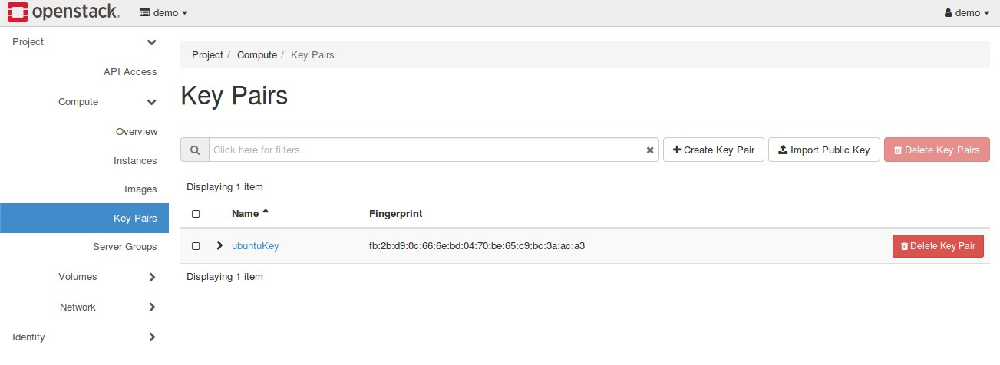 openstack. demo demo
Project
API Access
Compute
Overview
Instances
Images
Key Pairs
Server Groups
Volumes
Network
Identity
Project / Compute / Key Pairs
Key Pairs
Click here for filters. Create Key Pair Import Public Key Delete Key Pairs
Displaying 1 item
Name Fingerprint
ubuntuKey fb:2b:d9:0c:66:6e:bd:04:70:be:65:c9:bc:3a:ac:a3 Delete Key Pair
Displaying 1 item